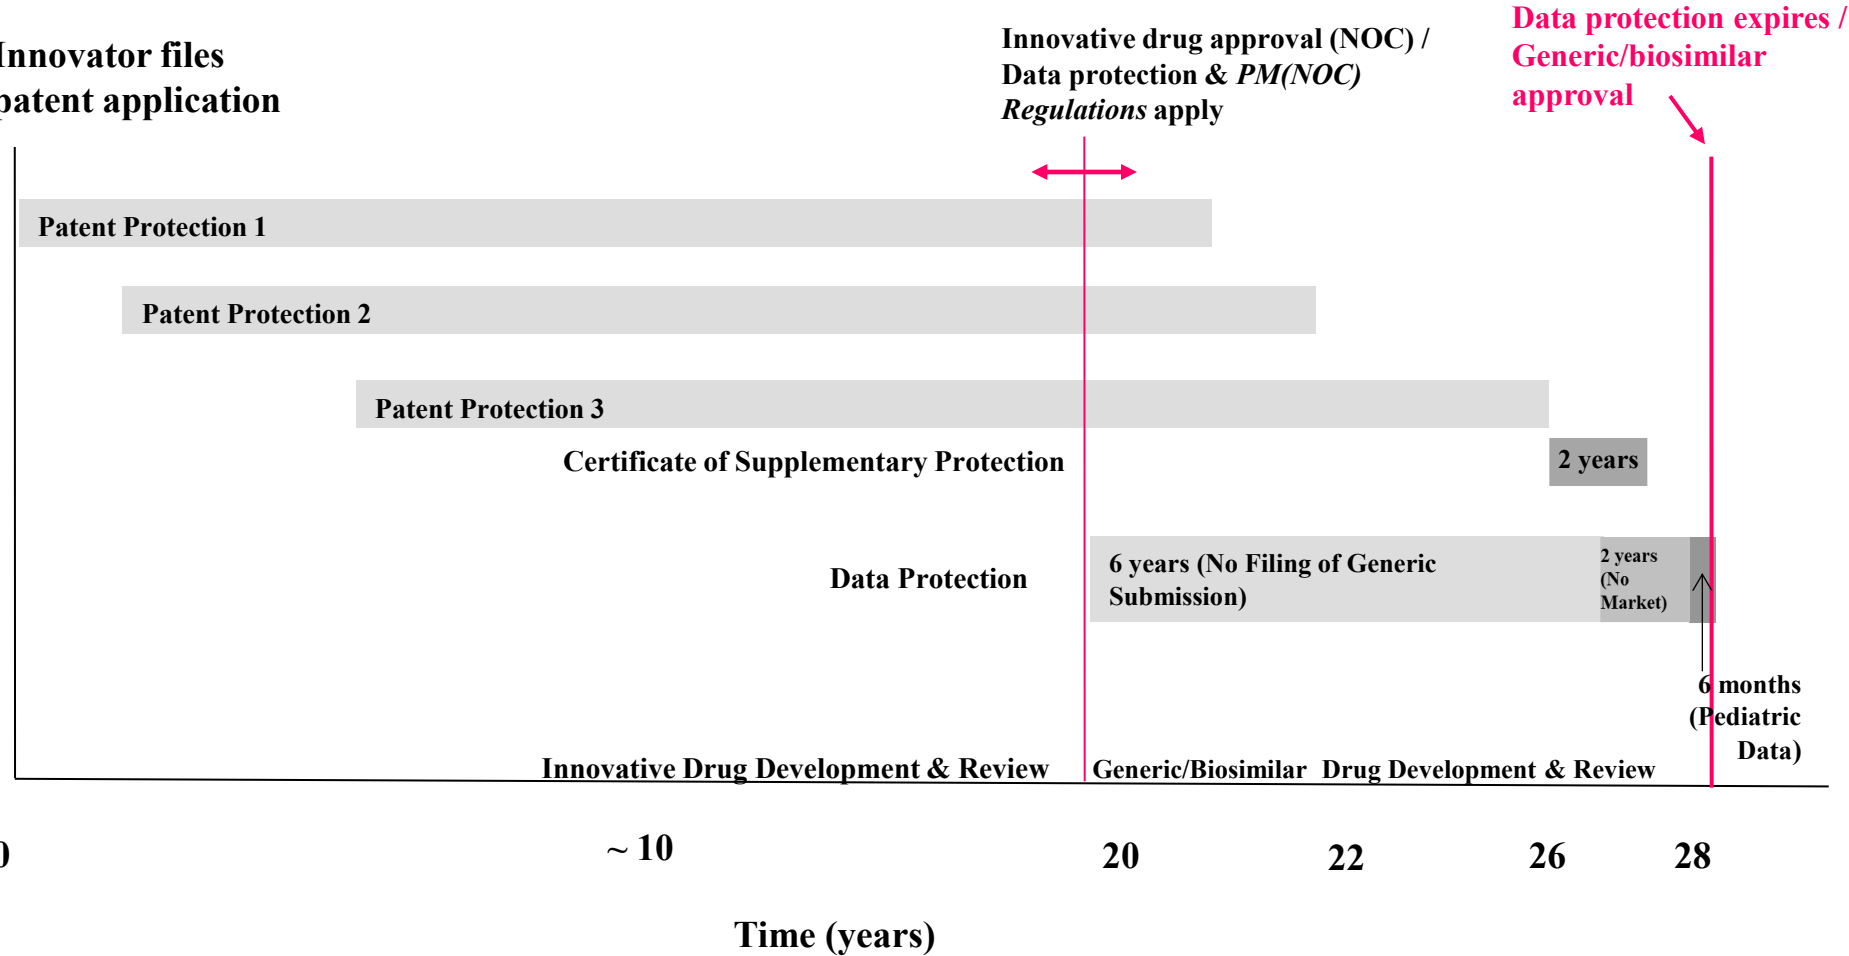 Innovator files
patent application
Innovative drug approval (NOC) /
Data protection & PM(NOC)
Regulations apply
Data protection expires /
Generic/biosimilar
approval
Patent Protection 1
Patent Protection 2
Patent Protection 3
Certificate of Supplementary Protection
2 years
Data Protection
6 years (No Filing of Generic
Submission)
2 years
(No
Market)
6 months
(Pediatric
Data)
Innovative Drug Development & Review
Generic/Biosimilar Drug Development & Review
0
~ 10
20
22
26
28
Time (years)